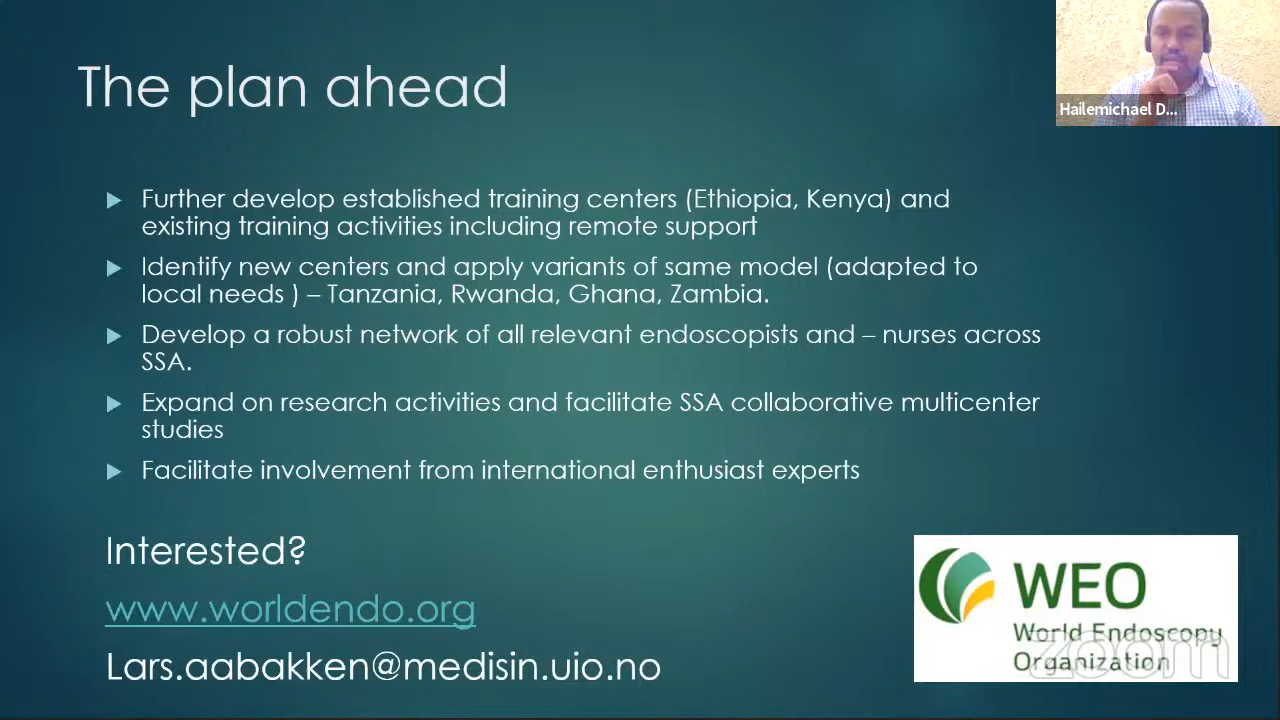 The plan ahead
Hailemichael D...
Further develop established training centers (Ethiopia, Kenya) and
existing training activities including remote support
Identify new centers and apply variants of same model (adapted to
local needs ) – Tanzania, Rwanda, Ghana, Zambia.
Develop a robust network of all relevant endoscopists and – nurses across
SSA.
Expand on research activities and facilitate SSA collaborative multicenter
studies
Facilitate involvement from international enthusiast experts
Interested?
www.worldendo.org
Lars.aabakken@medisin.uio.no
WEO
World Endoscopy
Organization
zoom